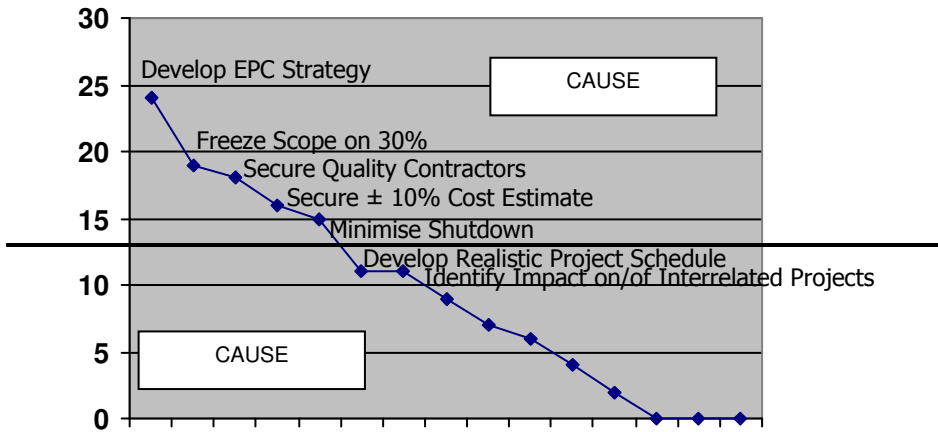 30
CAUSE
Develop EPC Strategy
25
Freeze Scope on 30%
20
Secure Quality Contractors
Secure ± 10% Cost Estimate
15
Minimise Shutdown
Develop Realistic Project Schedule
Identify Impact on/of Interrelated Projects
10
CAUSE
5
0